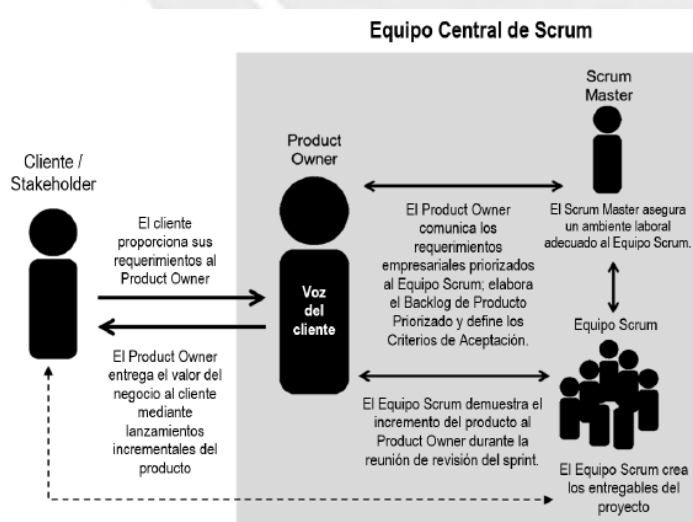 Equipo Central de Scrum
Scrum
Master
Product
Owner
Cliente /
Stakeholder
El cliente
proporciona sus
requerimientos al
Product Owner
Voz
del
cliente
El Product Owner
comunica los
requerimientos
empresariales priorizados
al Equipo Scrum; elabora
el Backlog de Producto
Priorizado y define los
Criterios de Aceptación.
El Scrum Master asegura
un ambiente laboral
adecuado al Equipo Scrum.
Equipo Scrum
El Product Owner
entrega el valor del
negocio al cliente
mediante
lanzamientos
incrementales del
producto
El Equipo Scrum demuestra el
incremento del producto al
Product Owner durante la
reunión de revisión del sprint.
El Equipo Scrum crea
los entregables del
proyecto